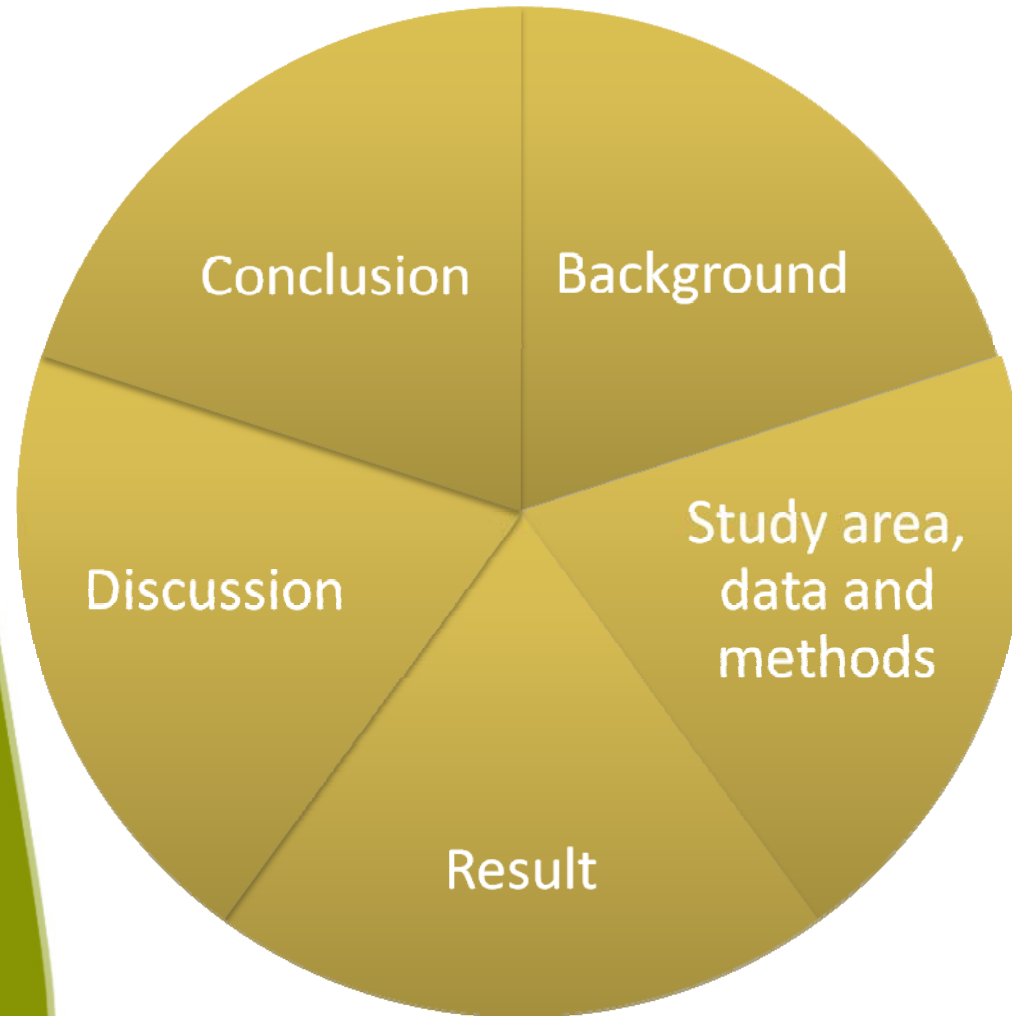 Conclusion
Background
Study area,
data and
methods
Discussion
Result